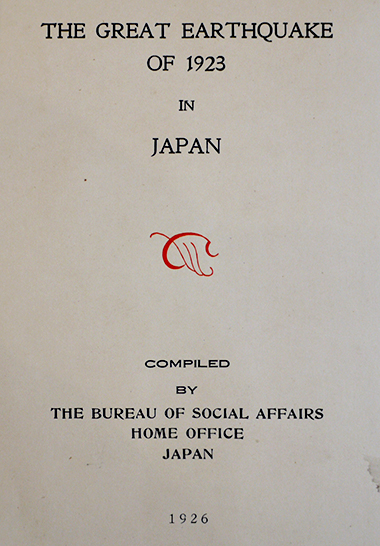 THE GREAT EARTHQUAKE
OF 1923
IN
JAPAN
COMPILED
BY
THE BUREAU OF SOCIAL AFFAIRS
HOME OFFICE
JAPAN
1926